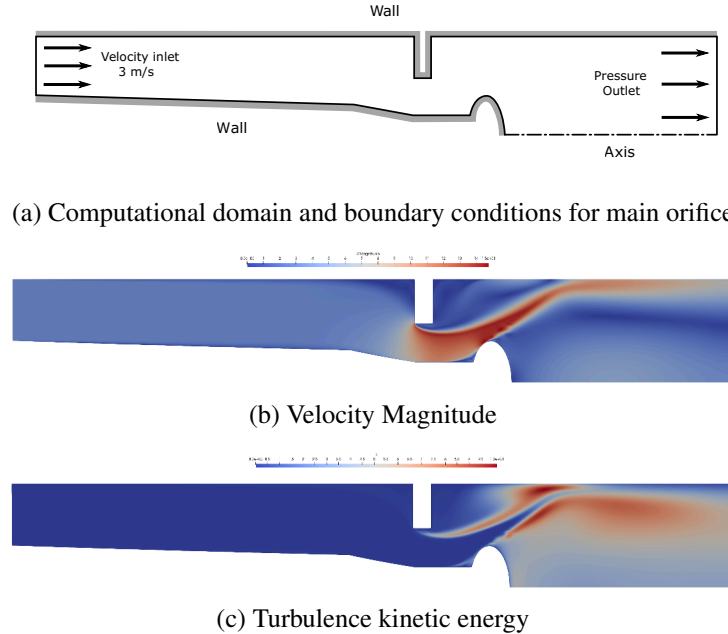 Wall
Velocity inlet
3 m/s
Pressure
Outlet
Wall
Axis
(a) Computational domain and boundary conditions for main orifice
(b) Velocity Magnitude
(c) Turbulence kinetic energy